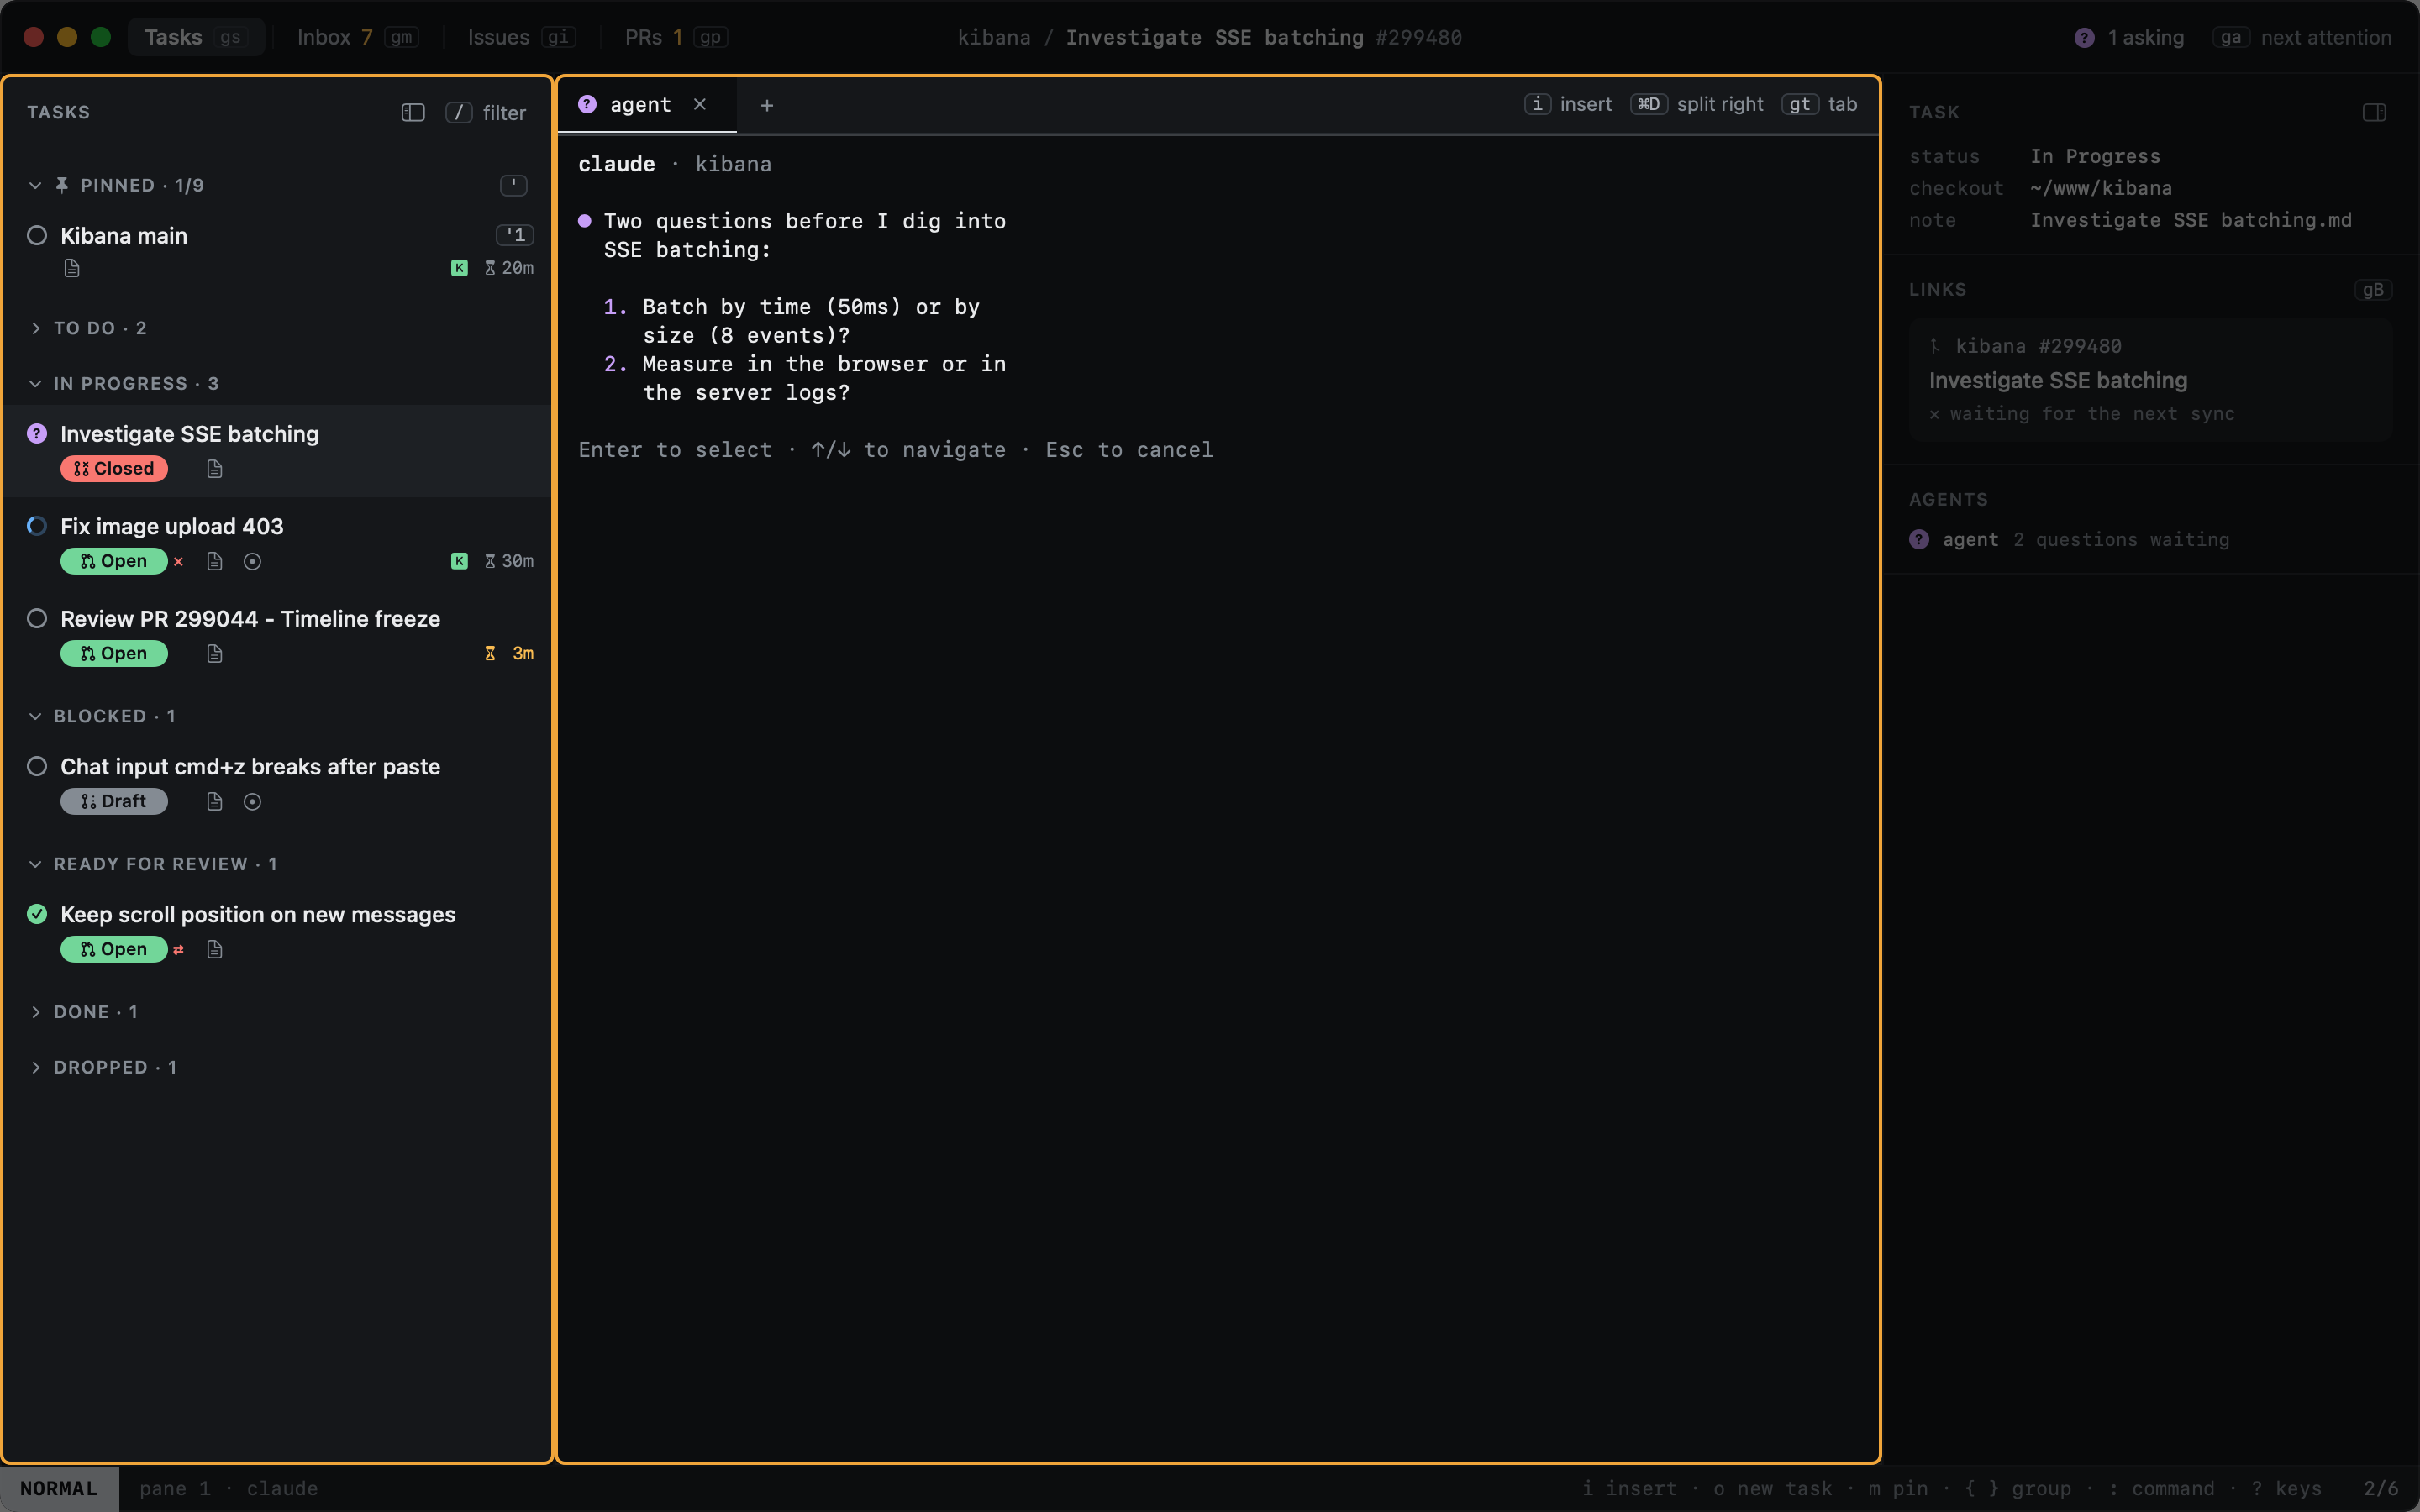 Tasks gs Inbox 7 gm Issues gi PRs 1 gp
kibana / Investigate SSE batching #299480
? 1 asking ga next attention
TASKS / filter
PINNED · 1/9 '
Kibana main '1
K 20m
TO DO · 2
IN PROGRESS · 3
? Investigate SSE batching
Closed
Fix image upload 403
Open × K 30m
Review PR 299044 - Timeline freeze
Open 3m
BLOCKED · 1
Chat input cmd+z breaks after paste
Draft
READY FOR REVIEW · 1
Keep scroll position on new messages
Open
DONE · 1
DROPPED · 1
? agent × + i insert ⌘D split right gt tab
claude · kibana
Two questions before I dig into
SSE batching:
1. Batch by time (50ms) or by
size (8 events)?
2. Measure in the browser or in
the server logs?
Enter to select · ↑/↓ to navigate · Esc to cancel
TASK
status In Progress
checkout ~/www/kibana
note Investigate SSE batching.md
LINKS gB
kibana #299480
Investigate SSE batching
× waiting for the next sync
AGENTS
? agent 2 questions waiting
NORMAL pane 1 · claude
i insert · o new task · m pin · { } group · : command · ? keys 2/6